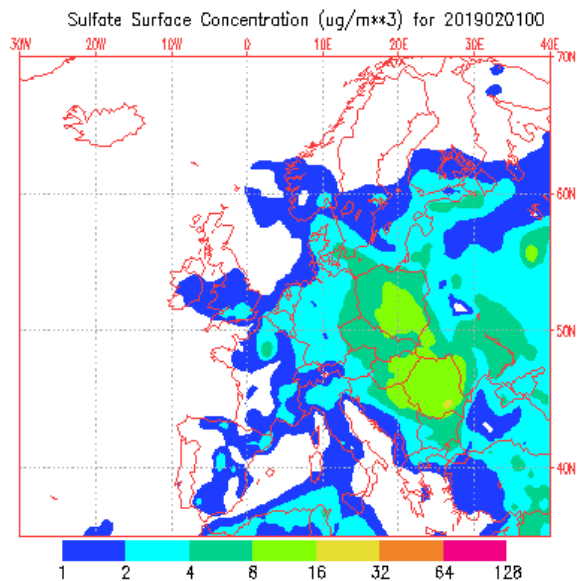 Sulfate Surface Concentration (ug/m**3) for 2019020100
30W 20W 10W 0 10E 20E 30E 40E
70N
60N
50N
40N
1 2 4 8 16 32 64 128